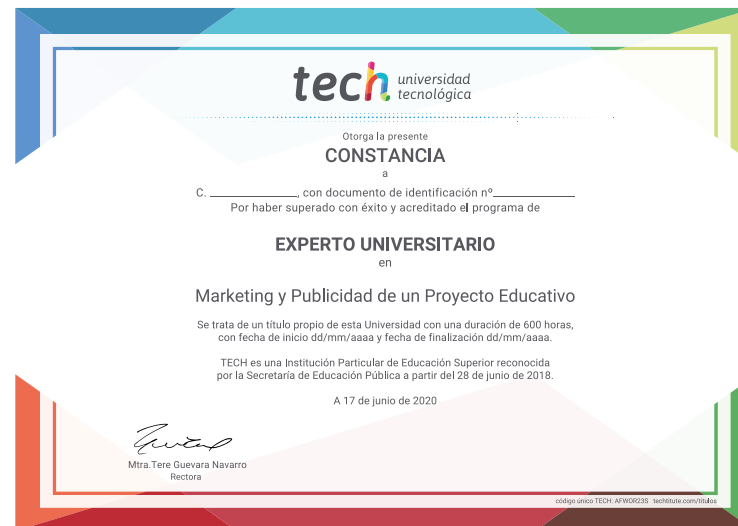 tech universidad
tecnológica
Otorga la presente
CONSTANCIA
a
C. ________________, con documento de identificación nº________________
Por haber superado con éxito y acreditado el programa de
EXPERTO UNIVERSITARIO
en
Marketing y Publicidad de un Proyecto Educativo
Se trata de un título propio de esta Universidad con una duración de 600 horas,
con fecha de inicio dd/mm/aaaa y fecha de finalización dd/mm/aaaa.
TECH es una Institución Particular de Educación Superior reconocida
por la Secretaría de Educación Pública a partir del 28 de junio de 2018.
A 17 de junio de 2020
Mtra.Tere Guevara Navarro
Rectora
código único TECH: AFWOR23S techtitute.com/titulos